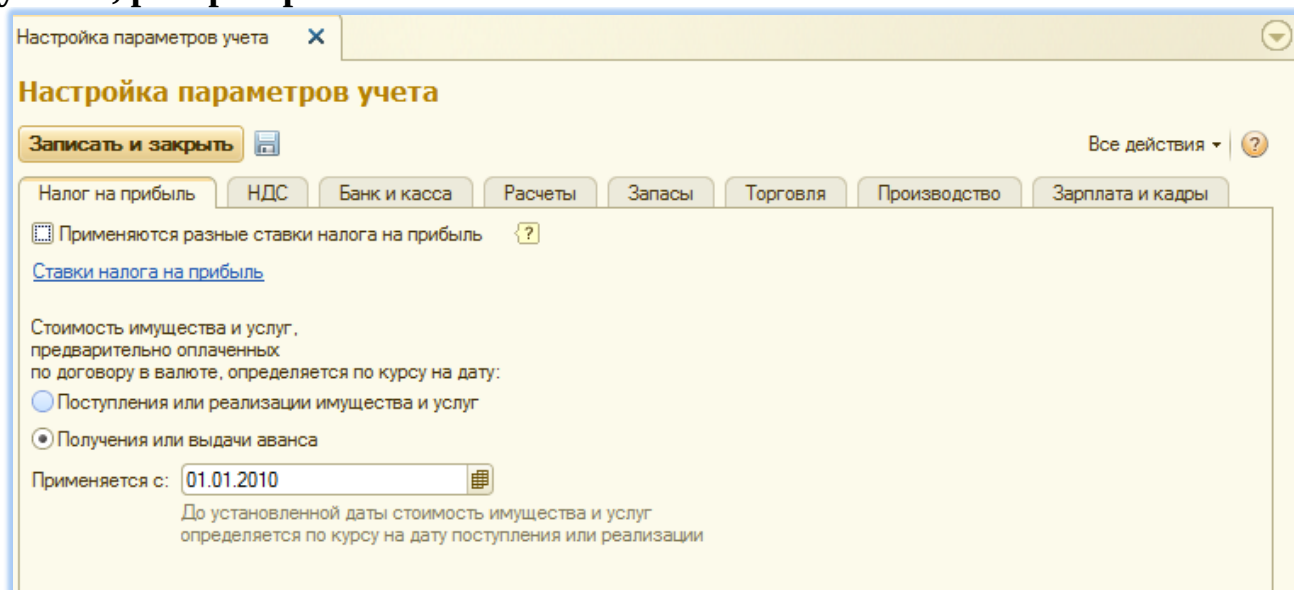 Настройка параметров учета
Настройка параметров учета
Записать и закрыть
Все действия
?
Налог на прибыль НДС Банк и касса Расчеты Запасы Торговля Производство Зарплата и кадры
Применяются разные ставки налога на прибыль ?
Ставки налога на прибыль
Стоимость имущества и услуг,
предварительно оплаченных
по договору в валюте, определяется по курсу на дату:
Поступления или реализации имущества и услуг
Получения или выдачи аванса
Применяется с: 01.01.2010
До установленной даты стоимость имущества и услуг
определяется по курсу на дату поступления или реализации